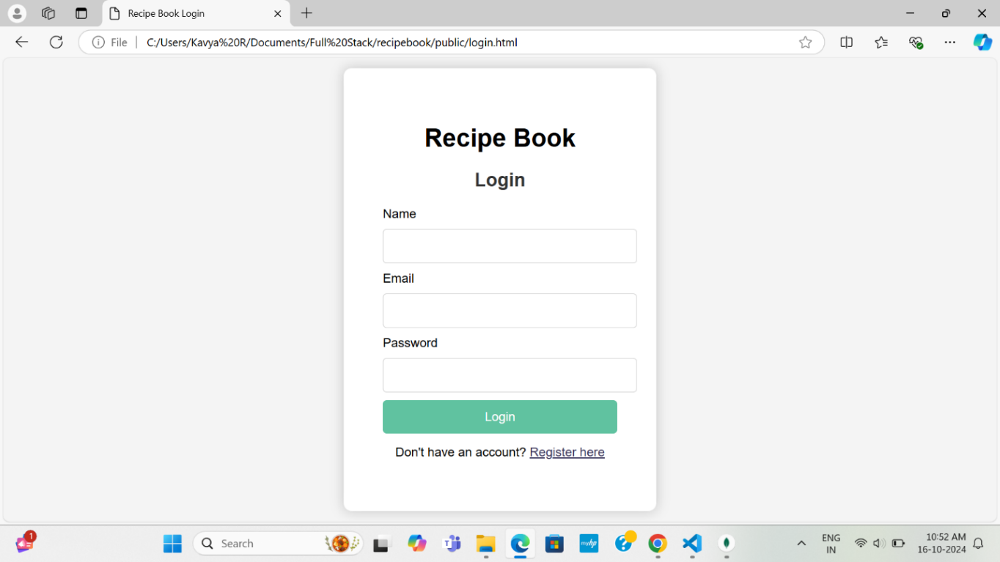 Recipe Book Login
File
C:/Users/Kavya%20R/Documents/Full%20Stack/recipebook/public/login.html
Recipe Book
Login
Name
Email
Password
Login
Don't have an account? Register here
1
Search
myhp
ENG
IN
10:52 AM
16-10-2024